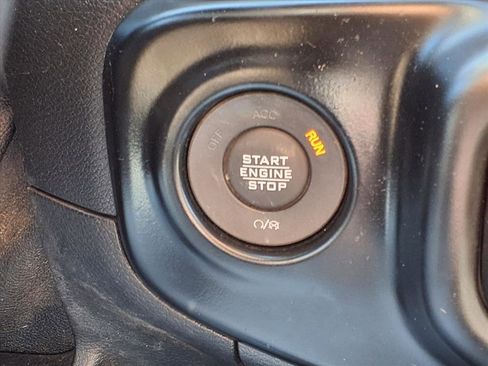 ACC
OFF
RUN
START
ENGINE
STOP